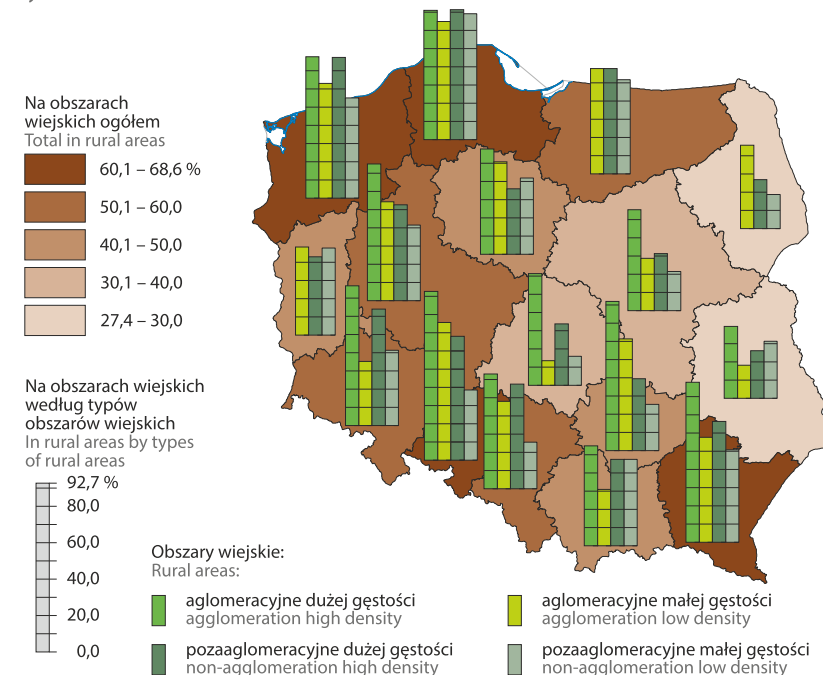 Na obszarach
wiejskich ogółem
Total in rural areas
60,1 – 68,6 %
50,1 – 60,0
40,1 – 50,0
30,1 – 40,0
27,4 – 30,0
Na obszarach wiejskich
według typów
obszarów wiejskich
In rural areas by types
of rural areas
92,7 %
80,0
60,0
40,0
20,0
0,0
Obszary wiejskie:
Rural areas:
aglomeracyjne dużej gęstości
agglomeration high density
pozaaglomeracyjne dużej gęstości
non-agglomeration high density
aglomeracyjne małej gęstości
agglomeration low density
pozaaglomeracyjne małej gęstości
non-agglomeration low density